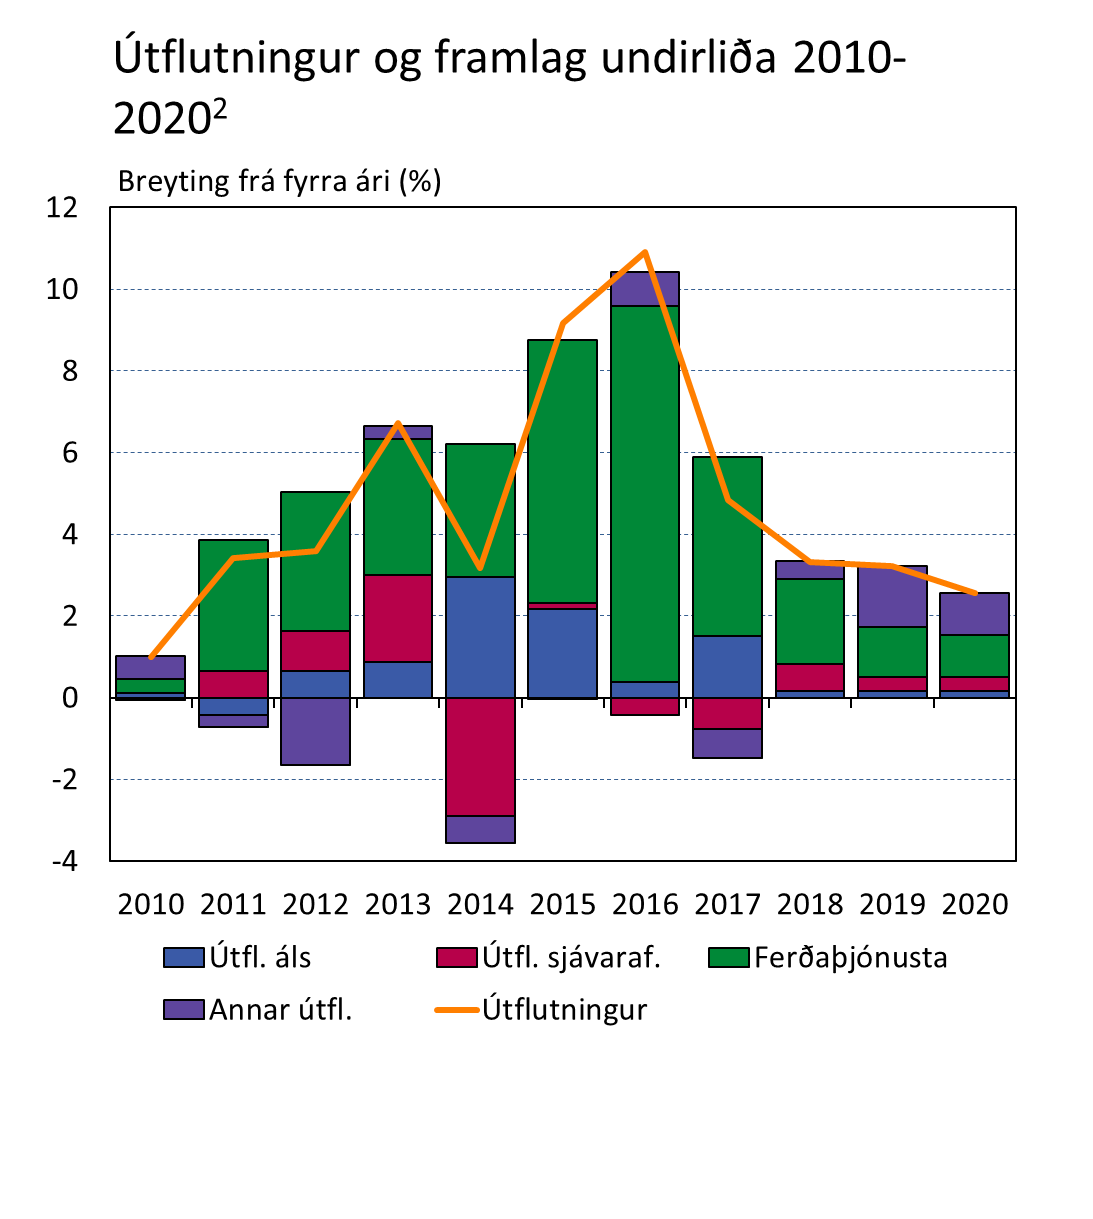 Útflutningur og framlag undirliða 2010-
2020²
Breyting frá fyrra ári (%)
12
10
8
6
4
2
0
-2
-4
2010 2011 2012 2013 2014 2015 2016 2017 2018 2019 2020
Útfl. áls Útfl. sjávaraf. Ferðaþjónusta
Annar útfl. Útflutningur